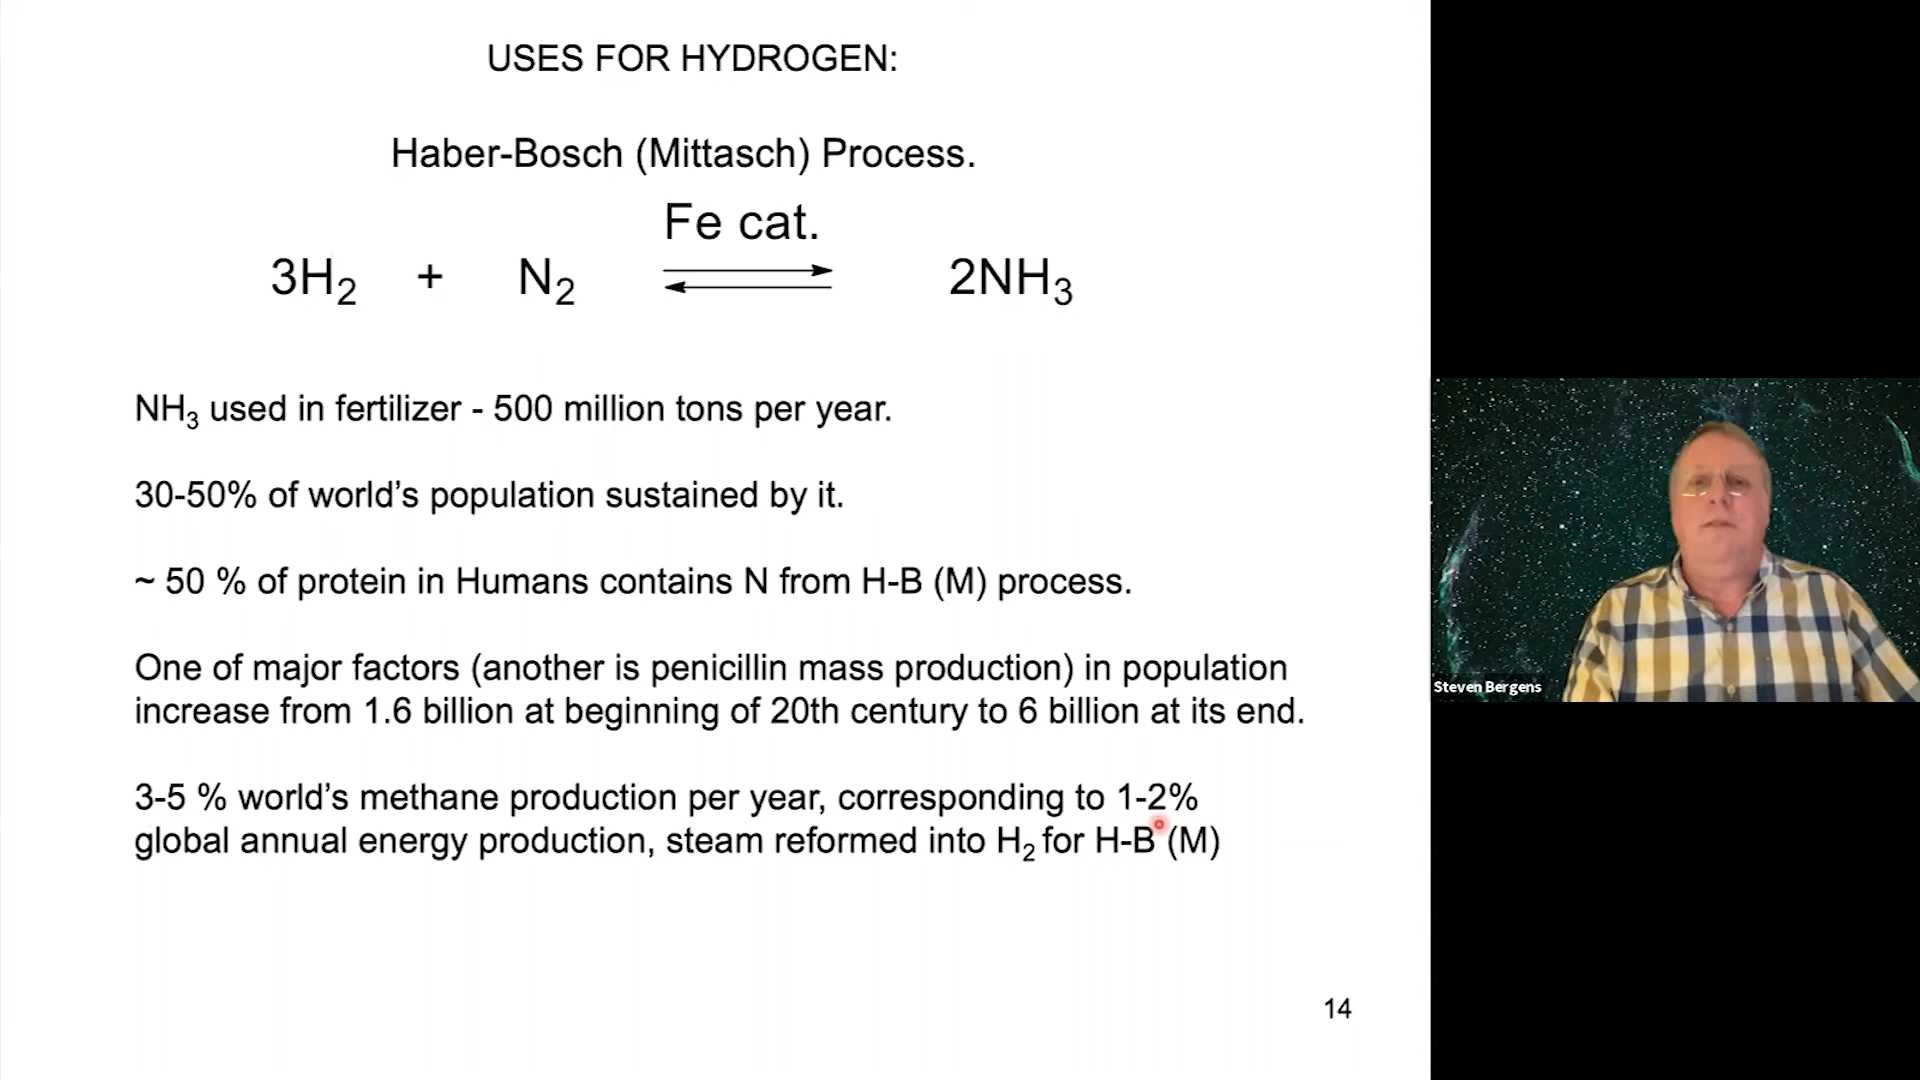 USES FOR HYDROGEN:
Haber-Bosch (Mittasch) Process.
Fe cat.
3H₂ + N₂ ⇌ 2NH₃
NH₃ used in fertilizer - 500 million tons per year.
30-50% of world’s population sustained by it.
~ 50 % of protein in Humans contains N from H-B (M) process.
One of major factors (another is penicillin mass production) in population
increase from 1.6 billion at beginning of 20th century to 6 billion at its end.
3-5 % world’s methane production per year, corresponding to 1-2%
global annual energy production, steam reformed into H₂ for H-B (M)
14
Steven Bergens